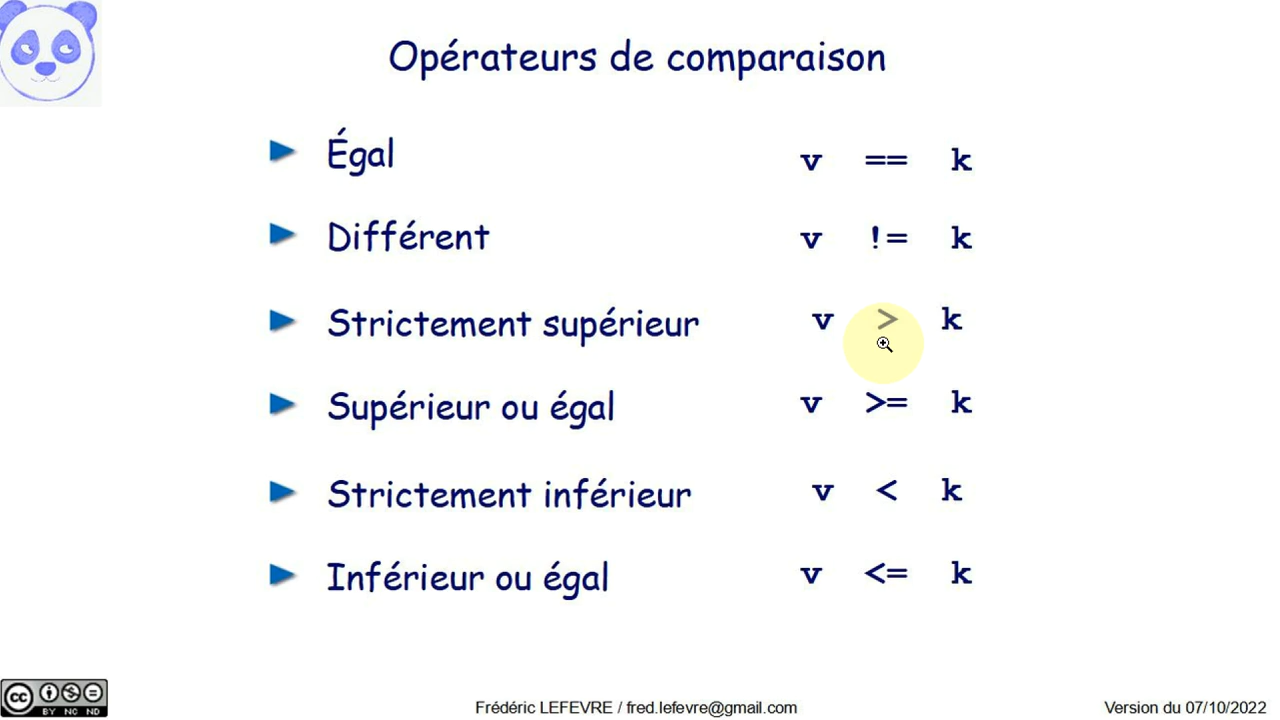 Opérateurs de comparaison
Égal v == k
Différent v != k
Strictement supérieur v > k
Supérieur ou égal v >= k
Strictement inférieur v < k
Inférieur ou égal v <= k
cc BY NC ND
Frédéric LEFEVRE / fred.lefevre@gmail.com
Version du 07/10/2022